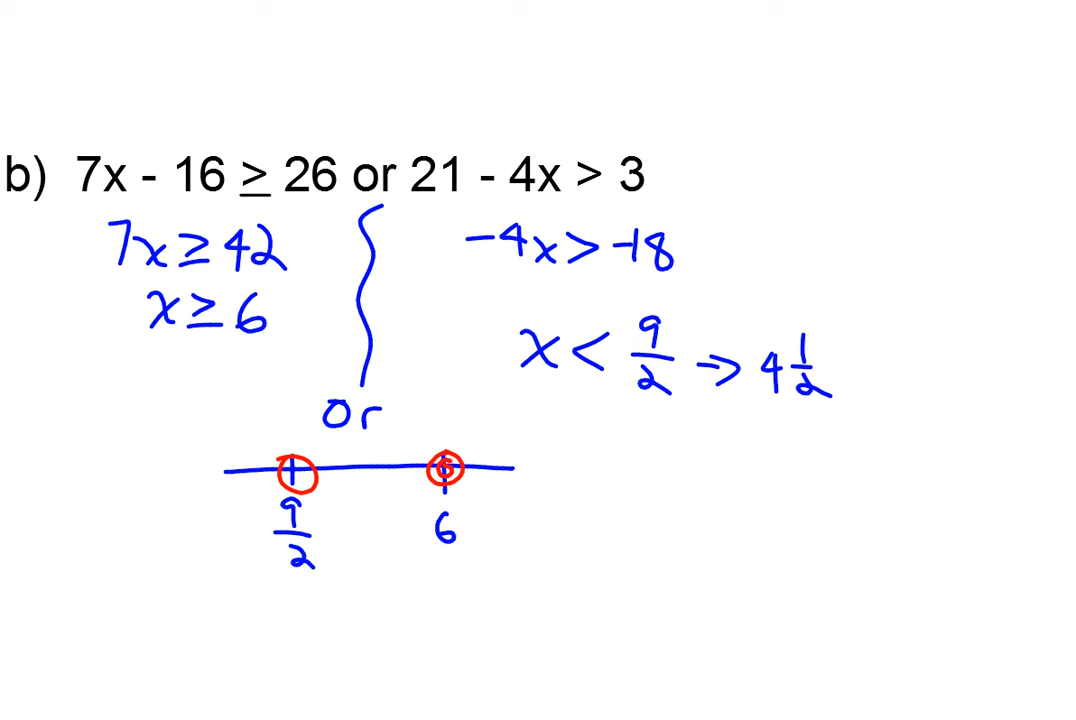 b) 7x - 16 ≥ 26 or 21 - 4x > 3
7x ≥ 42
-4x > -18
x ≥ 6
x < 9/2 → 4 1/2
or
9/2
6